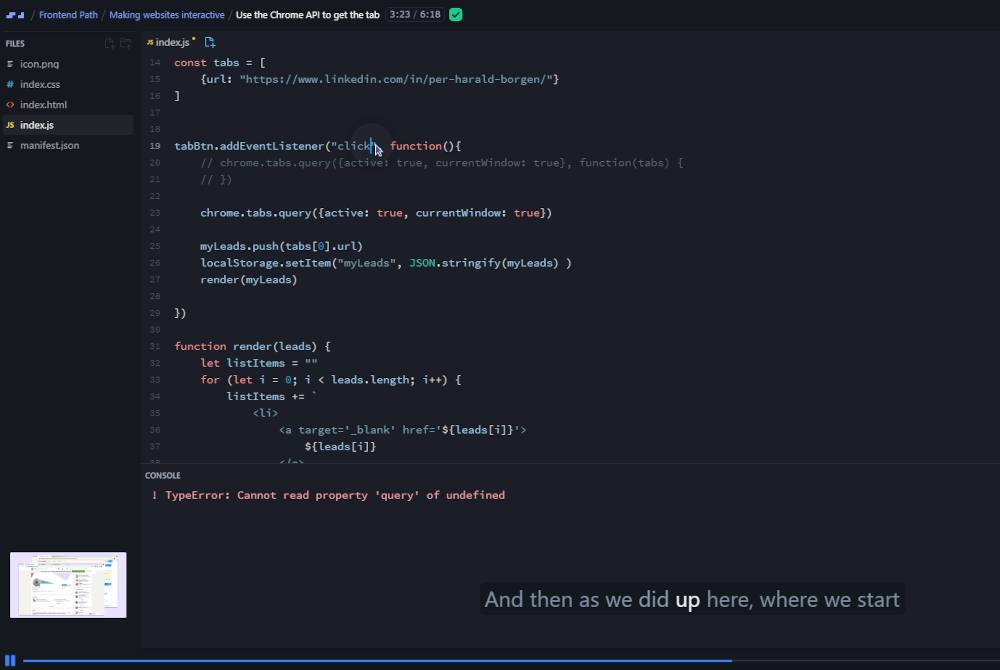 / Frontend Path / Making websites interactive / Use the Chrome API to get the tab 3:23 / 6:18
FILES
icon.png
index.css
index.html
JS index.js
manifest.json
JS index.js
14 const tabs = [
15 {url: "https://www.linkedin.com/in/per-harald-borgen/"}
16 ]
17
18
19 tabBtn.addEventListener("click", function(){
20 // chrome.tabs.query({active: true, currentWindow: true}, function(tabs) {
21 // })
22
23 chrome.tabs.query({active: true, currentWindow: true})
24
25 myLeads.push(tabs[0].url)
26 localStorage.setItem("myLeads", JSON.stringify(myLeads) )
27 render(myLeads)
28
29 })
30
31 function render(leads) {
32 let listItems = ""
33 for (let i = 0; i < leads.length; i++) {
34 listItems += `
35 <li>
36 <a target='_blank' href='${leads[i]}'>
37 ${leads[i]}
38 </a>
CONSOLE
! TypeError: Cannot read property 'query' of undefined
And then as we did up here, where we start